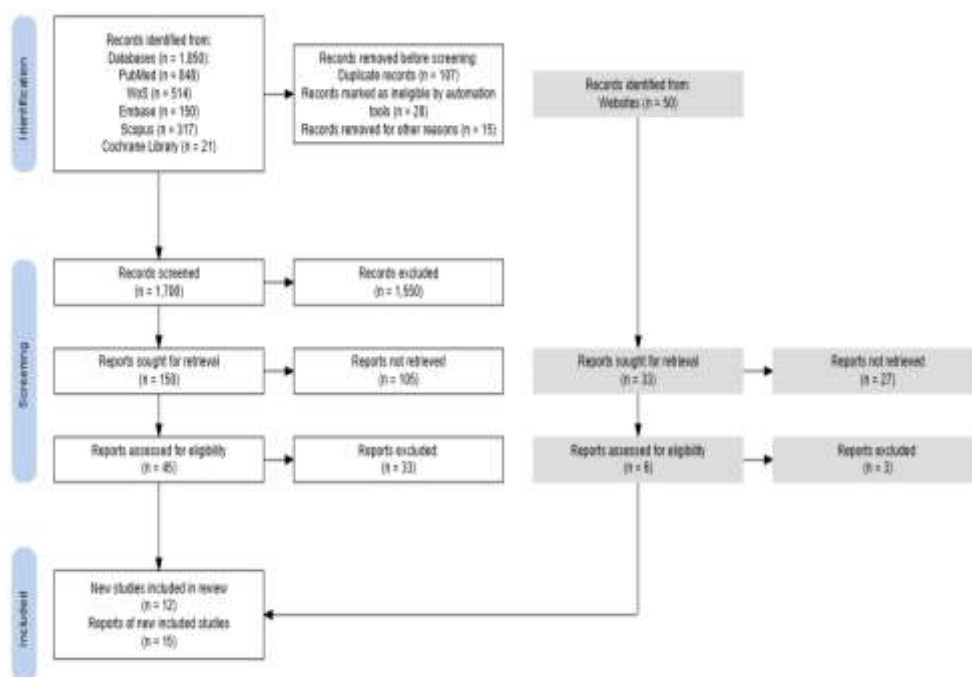 Identification
Records identified from:
Databases (n = 1,850):
PubMed (n = 848)
WoS (n = 514)
Embase (n = 150)
Scopus (n = 317)
Cochrane Library (n = 21)
Records removed before screening:
Duplicate records (n = 107)
Records marked as ineligible by automation
tools (n = 28)
Records removed for other reasons (n = 15)
Records identified from:
Websites (n = 50)
Screening
Records screened
(n = 1,700)
Records excluded
(n = 1,550)
Reports sought for retrieval
(n = 150)
Reports not retrieved
(n = 105)
Reports sought for retrieval
(n = 33)
Reports not retrieved
(n = 27)
Reports assessed for eligibility
(n = 45)
Reports excluded
(n = 33)
Reports assessed for eligibility
(n = 6)
Reports excluded
(n = 3)
Included
New studies included in review
(n = 12)
Reports of new included studies
(n = 15)